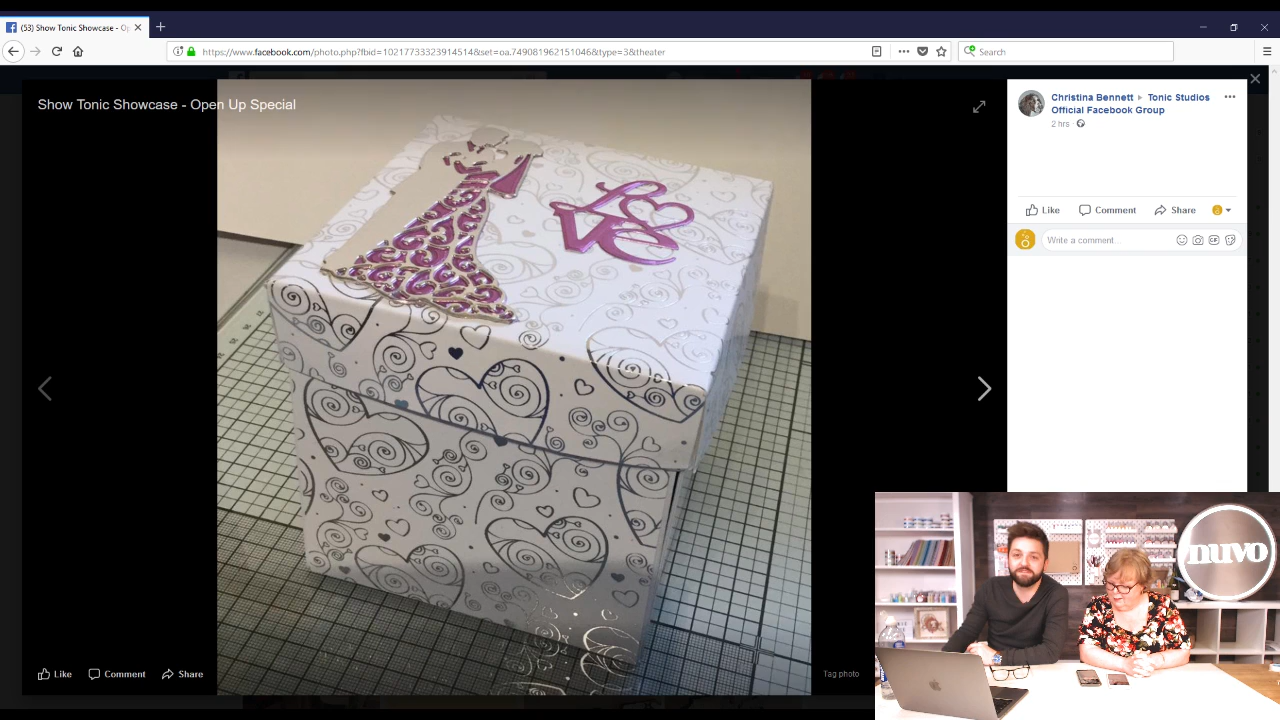 (53) Show Tonic Showcase - Op
https://www.facebook.com/photo.php?fbid=10217733323914514&set=oa.749081962151046&type=3&theater
Search
Show Tonic Showcase - Open Up Special
Christina Bennett ▸ Tonic Studios
Official Facebook Group
2 hrs ·
Like Comment Share
Write a comment...
GIF
LOVE
nuvo
Like Comment Share
Tag photo